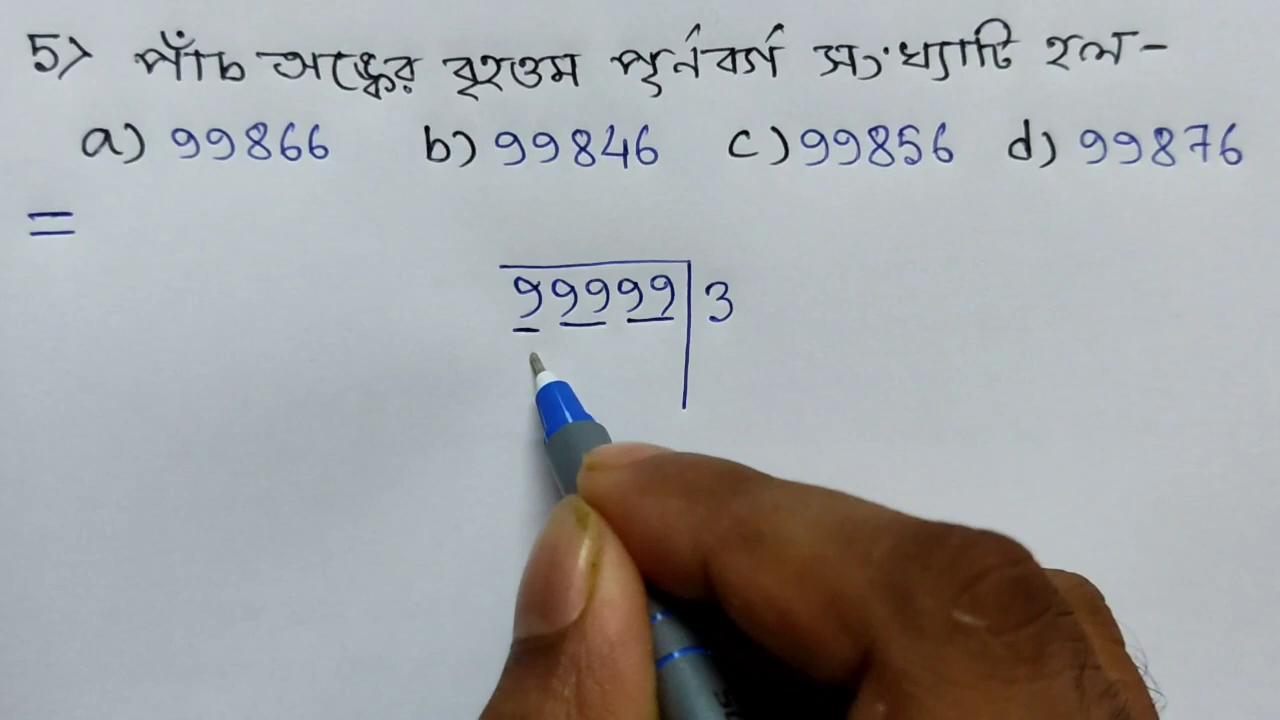 5> পাঁচ অঙ্কের বৃহত্তম পূর্নবর্গ সংখ্যাটি হল-
a) 99866 b) 99846 c) 99856 d) 99876
=
99999 3